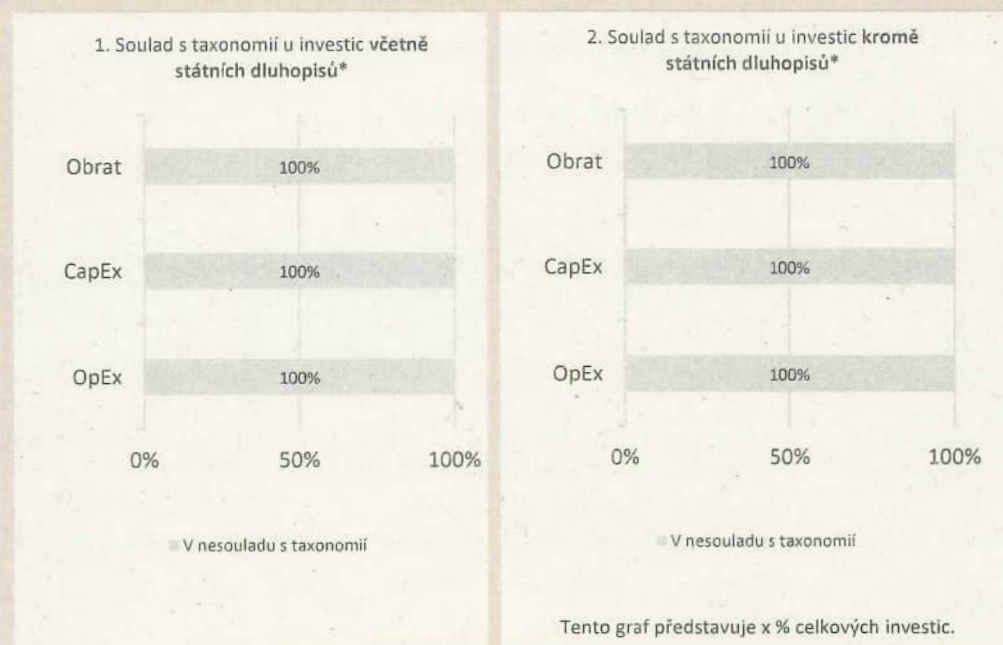 1. Soulad s taxonomií u investic včetně
státních dluhopisů*
Obrat
100%
CapEx
100%
OpEx
100%
0%
50%
100%
V nesouladu s taxonomií
2. Soulad s taxonomií u investic kromě
státních dluhopisů*
Obrat
100%
CapEx
100%
OpEx
100%
0%
50%
100%
V nesouladu s taxonomií
Tento graf představuje x % celkových investic.